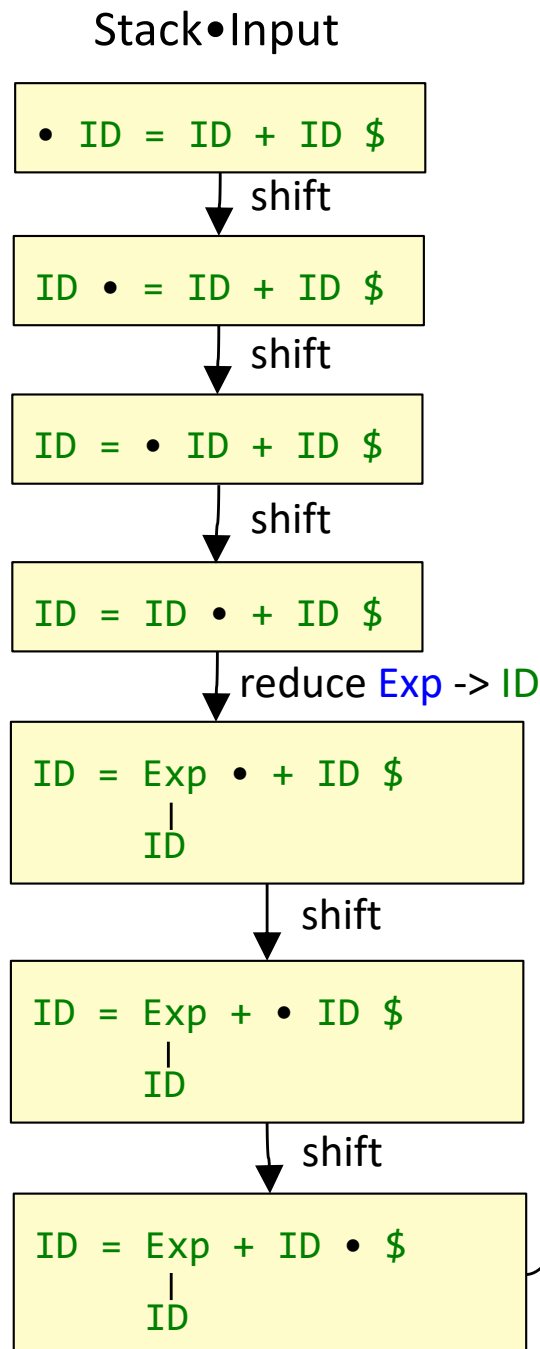 Stack•Input
• ID = ID + ID $
shift
ID • = ID + ID $
shift
ID = • ID + ID $
shift
ID = ID • + ID $
reduce Exp -> ID
ID = Exp • + ID $
ID
shift
ID = Exp + • ID $
ID
shift
ID = Exp + ID • $
ID